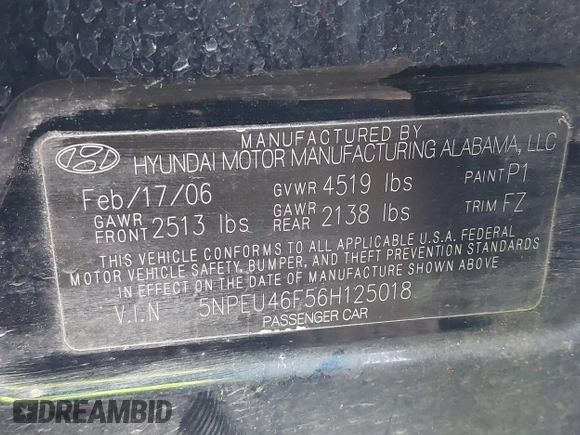 MANUFACTURED BY
HYUNDAI MOTOR MANUFACTURING ALABAMA, LLC
Feb/17/06 GVWR 4519 lbs PAINT P1
GAWR FRONT 2513 lbs GAWR REAR 2138 lbs TRIM FZ
THIS VEHICLE CONFORMS TO ALL APPLICABLE U.S.A. FEDERAL
MOTOR VEHICLE SAFETY, BUMPER, AND THEFT PREVENTION STANDARDS
IN EFFECT ON THE DATE OF MANUFACTURE SHOWN ABOVE.
V.I.N 5NPEU46F56H125018
PASSENGER CAR
DREAMBID